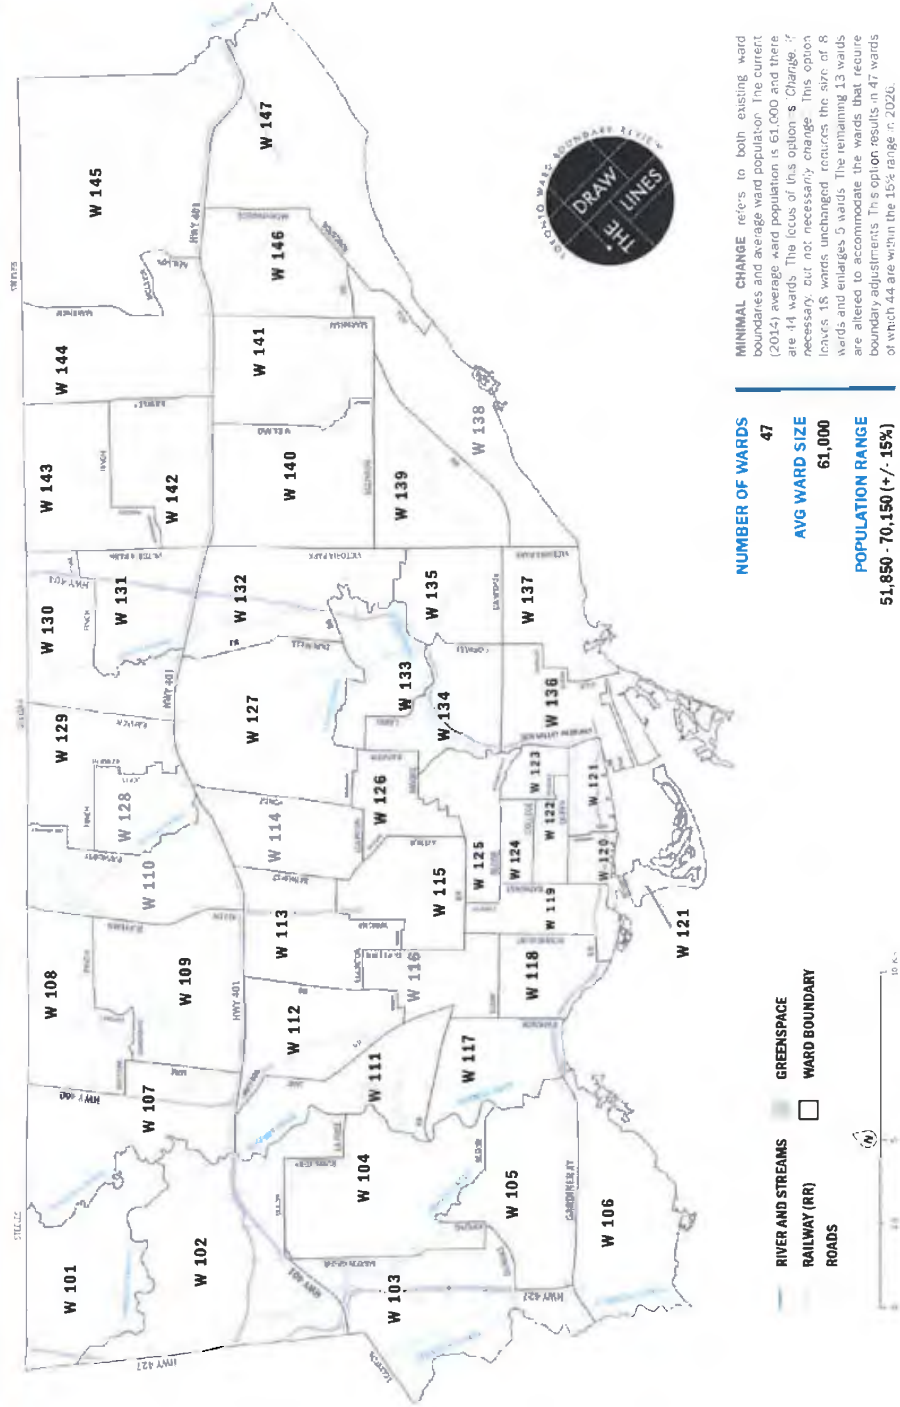 W 101
W 102
W 103
W 104
W 105
W 106
W 107
W 108
W 109
W 110
W 111
W 112
W 113
W 114
W 115
W 116
W 117
W 118
W 119
W 120
W 121
W 121
W 122
W 123
W 124
W 125
W 126
W 127
W 128
W 129
W 130
W 131
W 132
W 133
W 134
W 135
W 136
W 137
W 138
W 139
W 140
W 141
W 142
W 143
W 144
W 145
W 146
W 147
STEELES
HWY 427
HWY 427
HWY 401
HWY 401
HWY 401
HWY 401
HWY 400
GARDINER
FINCH
FINCH
FINCH
FINCH
VICTORIA PARK
TORONTO WARD BOUNDARY REVIEW
DRAW
THE LINES
RIVER AND STREAMS
RAILWAY (RR)
ROADS
GREENSPACE
WARD BOUNDARY
N
NUMBER OF WARDS
47
AVG WARD SIZE
61,000
POPULATION RANGE
51,850 - 70,150 (+/- 15%)
MINIMAL CHANGE refers to both existing ward
boundaries and average ward population. The current
(2014) average ward population is 61,000 and there
are 44 wards. The focus of this option is 'Change, if
necessary, but not necessarily change'. This option
leaves 18 wards unchanged, reduces the size of 8
wards and enlarges 5 wards. The remaining 13 wards
are altered to accommodate the wards that require
boundary adjustments. This option results in 47 wards
of which 44 are within the 15% range in 2026.